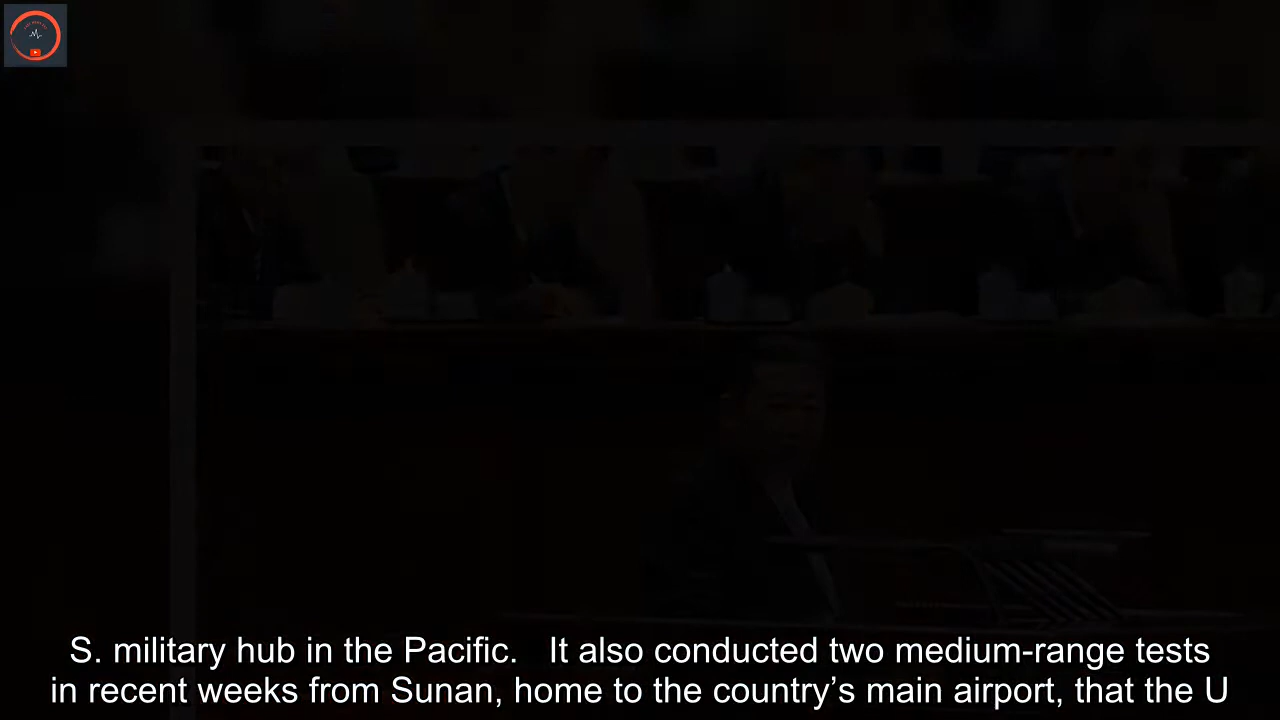 S. military hub in the Pacific. It also conducted two medium-range tests
in recent weeks from Sunan, home to the country’s main airport, that the U